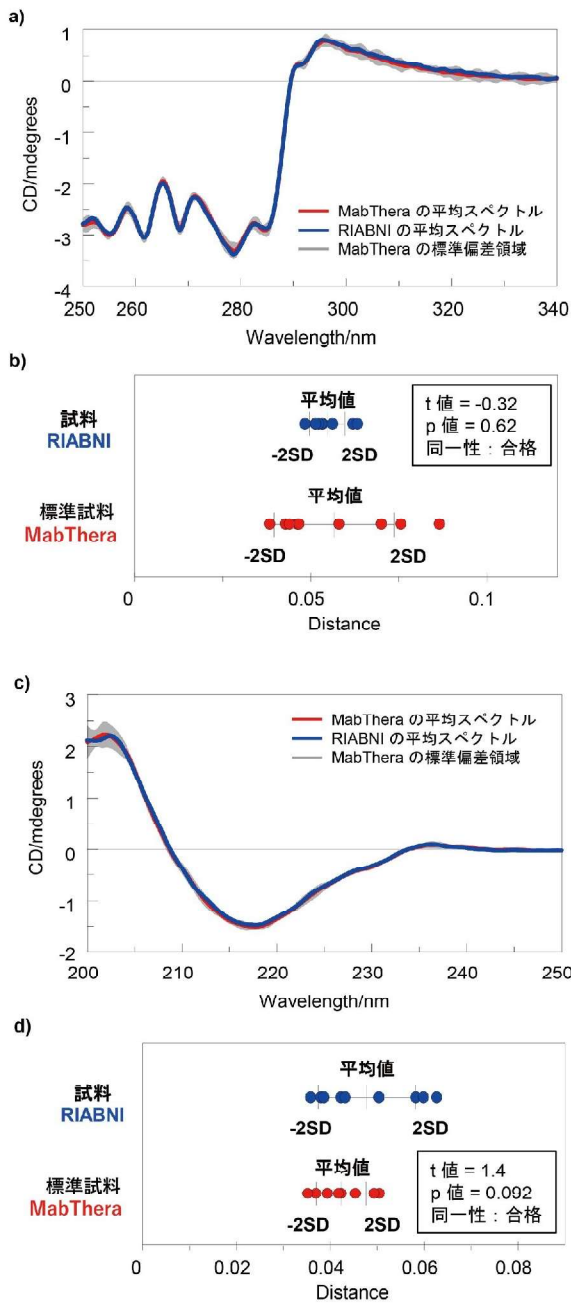 a)
1
0
-1
-2
-3
-4
CD/mdegrees
MabThera の平均スペクトル
RIABNI の平均スペクトル
MabThera の標準偏差領域
250 260 280 300 320 340
Wavelength/nm
b)
試料
RIABNI
平均値
-2SD 2SD
t 値 = -0.32
p 値 = 0.62
同一性：合格
標準試料
MabThera
平均値
-2SD 2SD
0 0.05 0.1
Distance
c)
3
2
1
0
-1
-2
CD/mdegrees
MabThera の平均スペクトル
RIABNI の平均スペクトル
MabThera の標準偏差領域
200 210 220 230 240 250
Wavelength/nm
d)
試料
RIABNI
平均値
-2SD 2SD
標準試料
MabThera
平均値
-2SD 2SD
t 値 = 1.4
p 値 = 0.092
同一性：合格
0 0.02 0.04 0.06 0.08
Distance